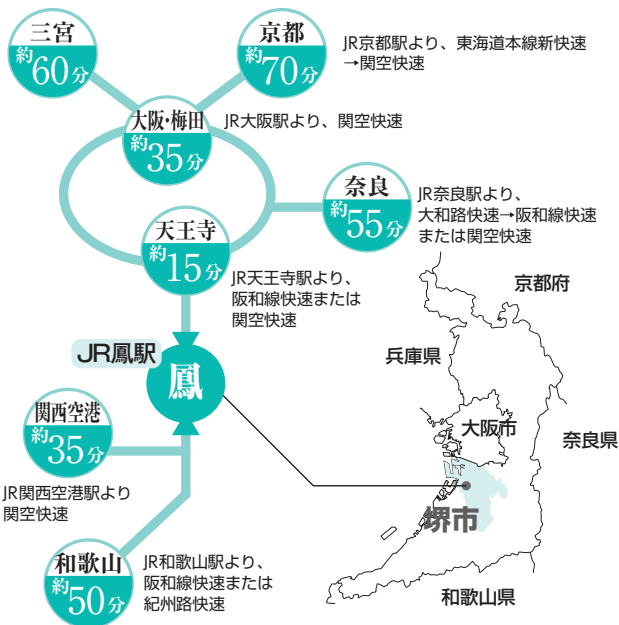 三宮
約60分
京都
約70分
JR京都駅より、東海道本線新快速
→関空快速
大阪・梅田
約35分
JR大阪駅より、関空快速
奈良
約55分
JR奈良駅より、
大和路快速→阪和線快速
または関空快速
天王寺
約15分
JR天王寺駅より、
阪和線快速または
関空快速
JR鳳駅
鳳
関西空港
約35分
JR関西空港駅より
関空快速
和歌山
約50分
JR和歌山駅より、
阪和線快速または
紀州路快速
京都府
兵庫県
大阪市
奈良県
堺市
和歌山県